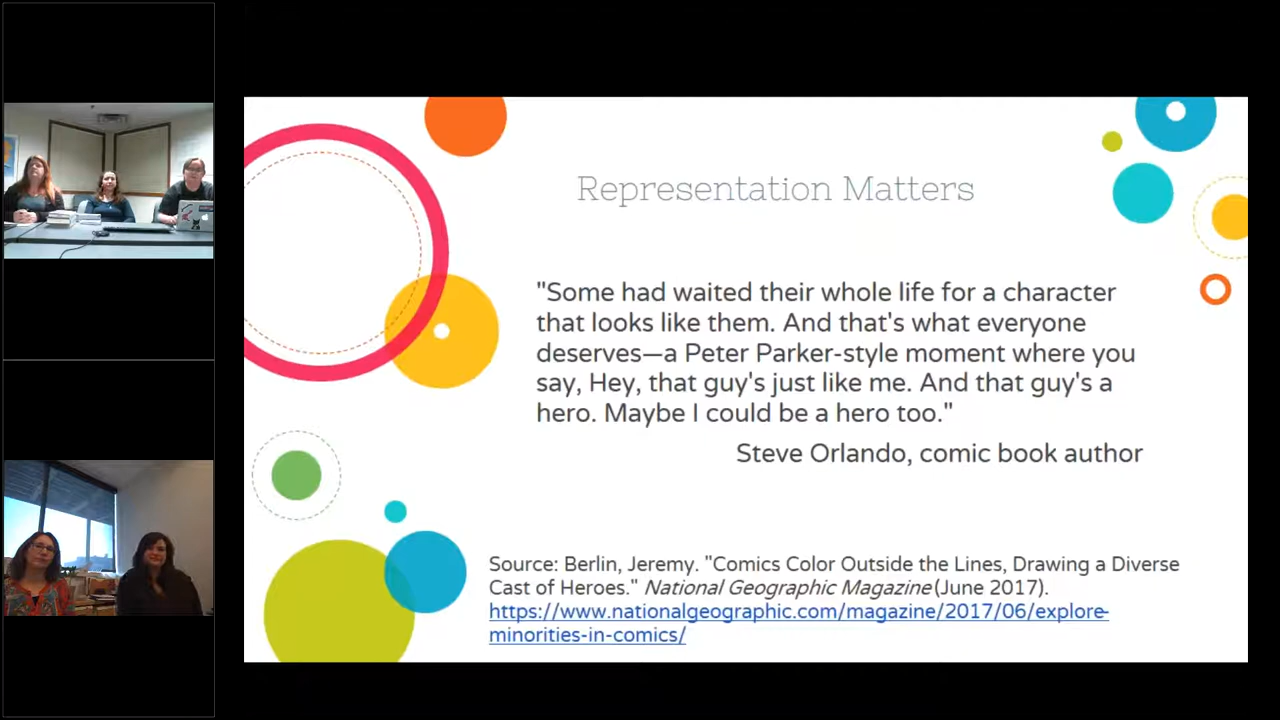 Representation Matters
"Some had waited their whole life for a character
that looks like them. And that's what everyone
deserves—a Peter Parker-style moment where you
say, Hey, that guy's just like me. And that guy's a
hero. Maybe I could be a hero too."
Steve Orlando, comic book author
Source: Berlin, Jeremy. "Comics Color Outside the Lines, Drawing a Diverse
Cast of Heroes." National Geographic Magazine (June 2017).
https://www.nationalgeographic.com/magazine/2017/06/explore-
minorities-in-comics/